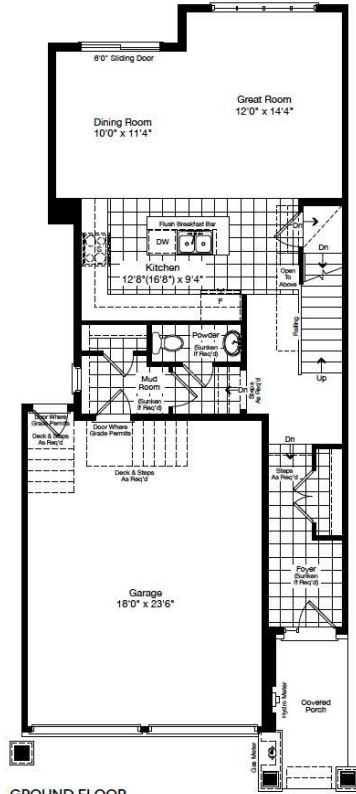 6'0" Sliding Door
Great Room
12'0" x 14'4"
Dining Room
10'0" x 11'4"
Flush Breakfast Bar
DW
Kitchen
12'8"(16'8") x 9'4"
F
Dn
Dn
Open
To
Above
Railing
Up
Powder
(Sunken
If Req'd)
Mud
Room
(Sunken
If Req'd)
Dn
Steps
As Req'd
Door Where
Grade Permits
Deck & Steps
As Req'd
Door Where
Grade Permits
Deck & Steps
As Req'd
Dn
Steps
As Req'd
Foyer
(Sunken
If Req'd)
Garage
18'0" x 23'6"
Hydro Meter
Covered
Porch
Gas Meter
GROUND FLOOR